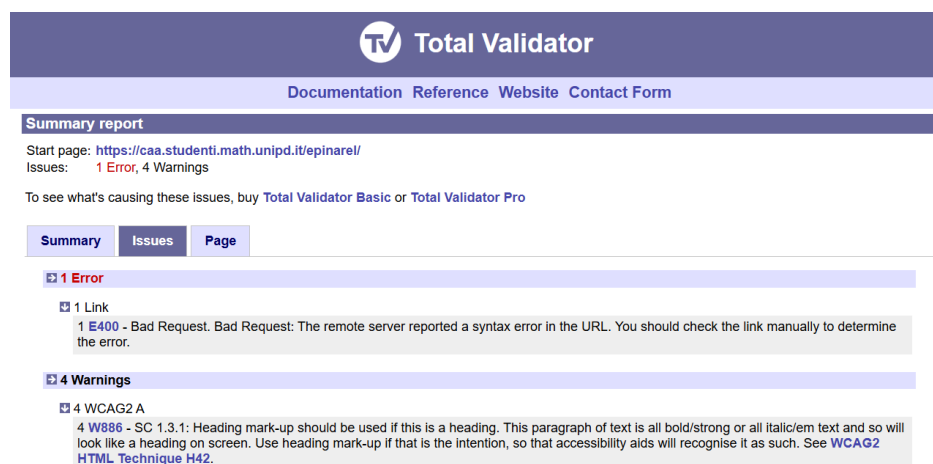 TV Total Validator
Documentation Reference Website Contact Form
Summary report
Start page: https://caa.studenti.math.unipd.it/epinarel/
Issues: 1 Error, 4 Warnings
To see what's causing these issues, buy Total Validator Basic or Total Validator Pro
Summary Issues Page
1 Error
1 Link
1 E400 - Bad Request. Bad Request: The remote server reported a syntax error in the URL. You should check the link manually to determine
the error.
4 Warnings
4 WCAG2 A
4 W886 - SC 1.3.1: Heading mark-up should be used if this is a heading. This paragraph of text is all bold/strong or all italic/em text and so will
look like a heading on screen. Use heading mark-up if that is the intention, so that accessibility aids will recognise it as such. See WCAG2
HTML Technique H42.